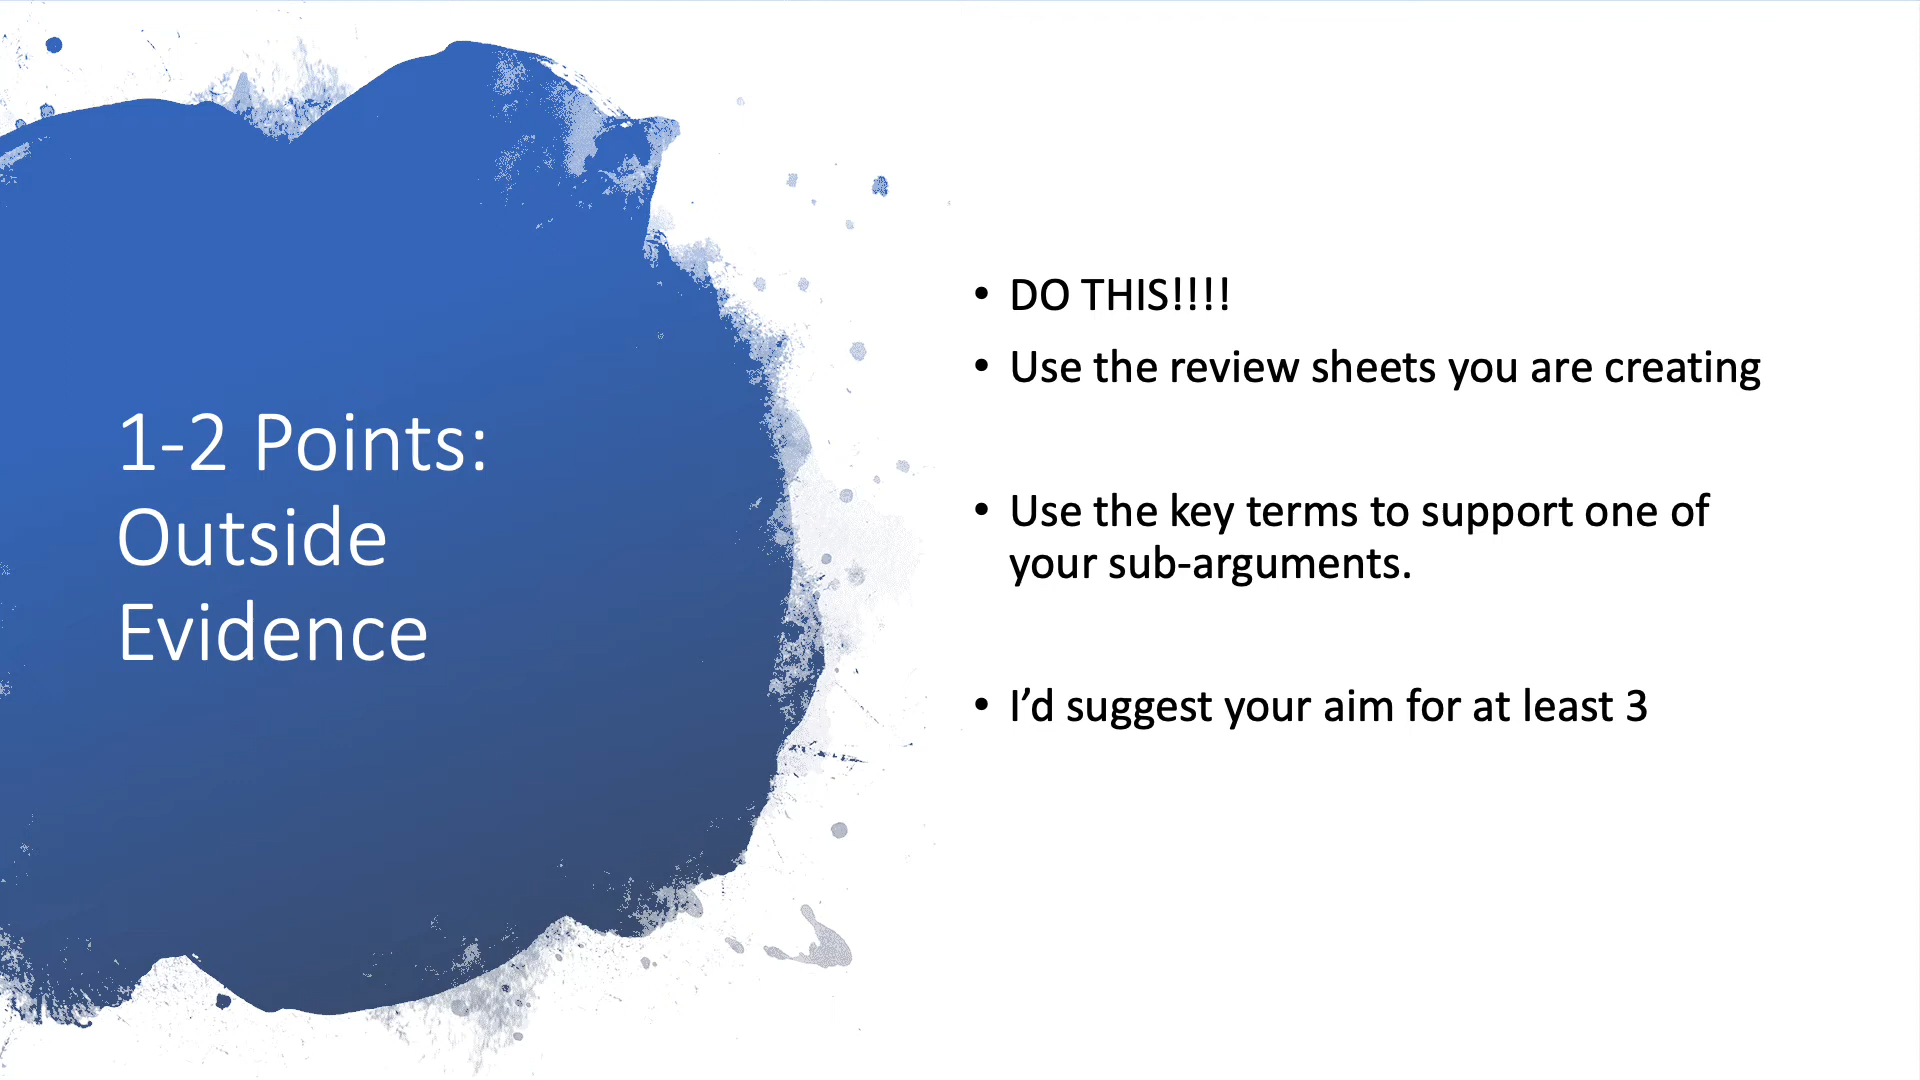 1-2 Points:
Outside
Evidence
• DO THIS!!!!
• Use the review sheets you are creating
• Use the key terms to support one of
your sub-arguments.
• I’d suggest your aim for at least 3